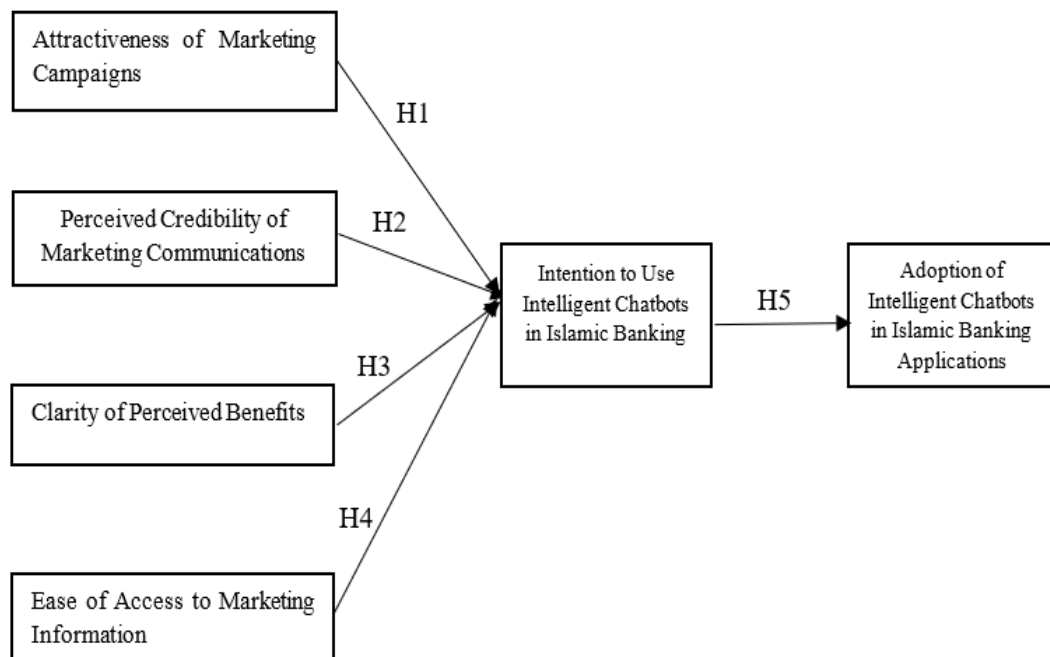 Attractiveness of Marketing
Campaigns
H1
Perceived Credibility of
Marketing Communications
H2
Intention to Use
Intelligent Chatbots
in Islamic Banking
H5
Adoption of
Intelligent Chatbots
in Islamic Banking
Applications
H3
Clarity of Perceived Benefits
H4
Ease of Access to Marketing
Information